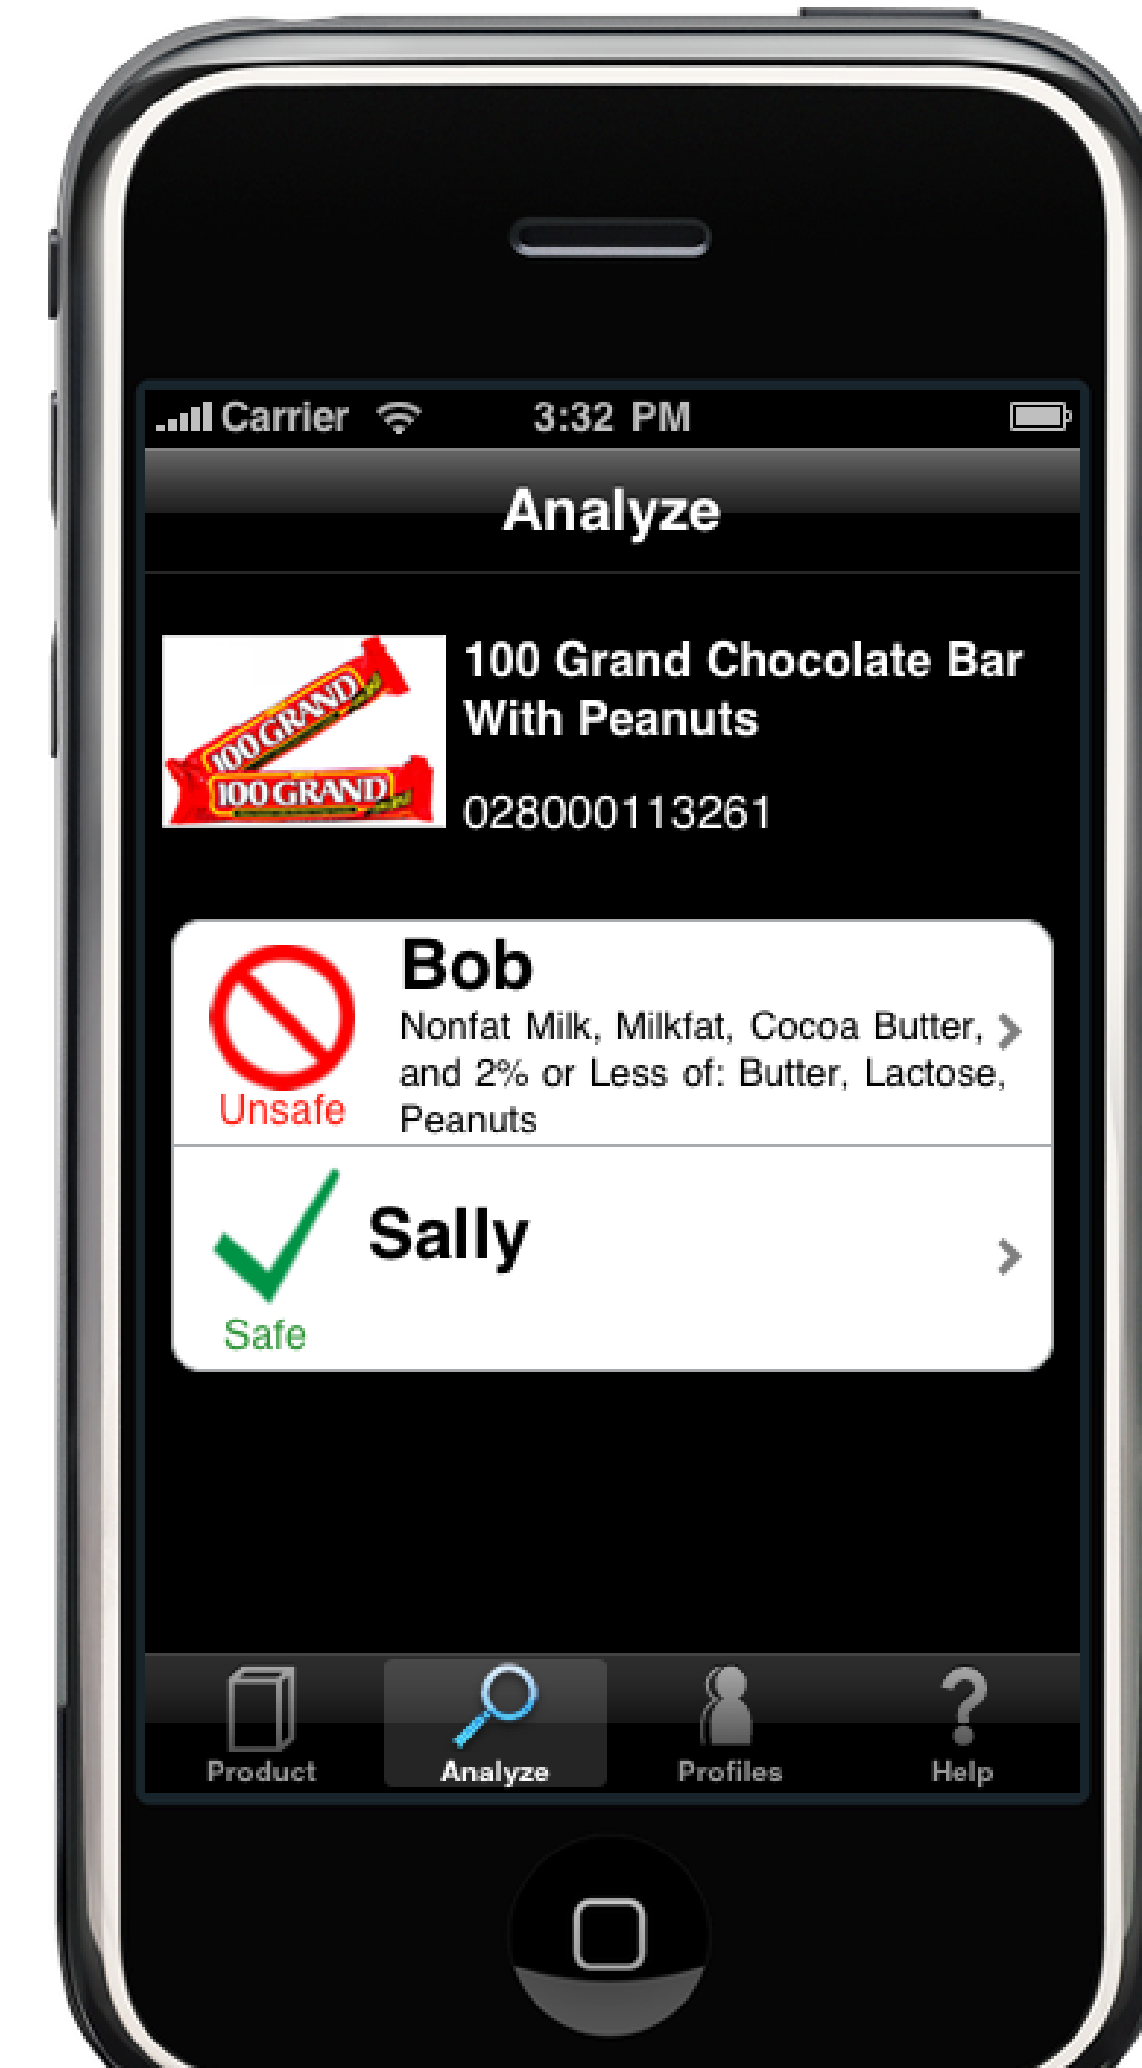 Carrier 3:32 PM
Analyze
100 GRAND
100 GRAND
100 Grand Chocolate Bar
With Peanuts
028000113261
Bob
Nonfat Milk, Milkfat, Cocoa Butter,
and 2% or Less of: Butter, Lactose,
Peanuts
Unsafe
Sally
Safe
Product Analyze Profiles Help